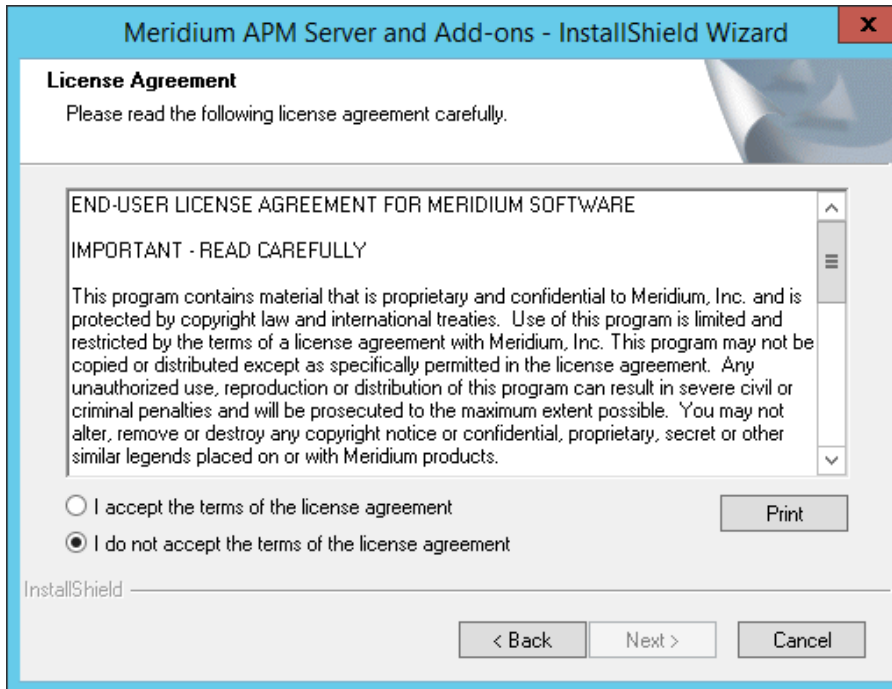 Meridium APM Server and Add-ons - InstallShield Wizard
x
License Agreement
Please read the following license agreement carefully.
END-USER LICENSE AGREEMENT FOR MERIDIUM SOFTWARE
IMPORTANT - READ CAREFULLY
This program contains material that is proprietary and confidential to Meridium, Inc. and is
protected by copyright law and international treaties.  Use of this program is limited and
restricted by the terms of a license agreement with Meridium, Inc. This program may not be
copied or distributed except as specifically permitted in the license agreement.  Any
unauthorized use, reproduction or distribution of this program can result in severe civil or
criminal penalties and will be prosecuted to the maximum extent possible.  You may not
alter, remove or destroy any copyright notice or confidential, proprietary, secret or other
similar legends placed on or with Meridium products.
I accept the terms of the license agreement
Print
I do not accept the terms of the license agreement
InstallShield
< Back
Next >
Cancel